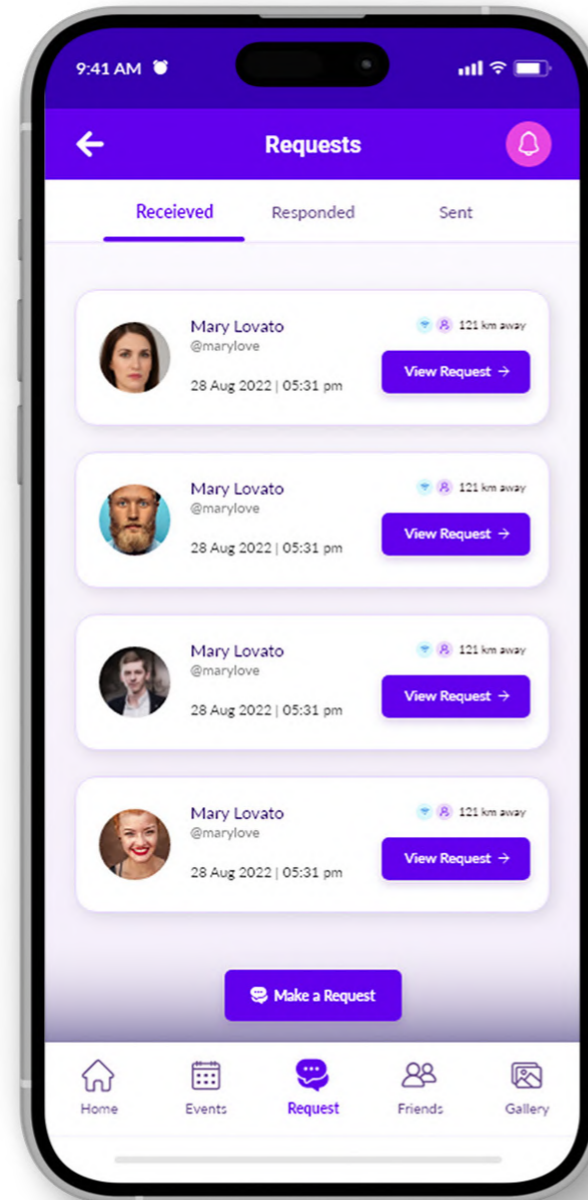 9:41 AM
Requests
Receieved Responded Sent
Mary Lovato
121 km away
@marylove
View Request →
28 Aug 2022 | 05:31 pm
Mary Lovato
121 km away
@marylove
View Request →
28 Aug 2022 | 05:31 pm
Mary Lovato
121 km away
@marylove
View Request →
28 Aug 2022 | 05:31 pm
Mary Lovato
121 km away
@marylove
View Request →
28 Aug 2022 | 05:31 pm
Make a Request
Home Events Request Friends Gallery